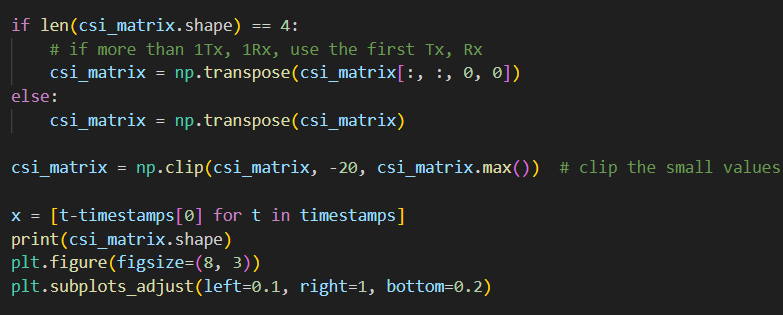 if len(csi_matrix.shape) == 4:
    # if more than 1Tx, 1Rx, use the first Tx, Rx
    csi_matrix = np.transpose(csi_matrix[:, :, 0, 0])
else:
    csi_matrix = np.transpose(csi_matrix)

csi_matrix = np.clip(csi_matrix, -20, csi_matrix.max())  # clip the small values

x = [t-timestamps[0] for t in timestamps]
print(csi_matrix.shape)
plt.figure(figsize=(8, 3))
plt.subplots_adjust(left=0.1, right=1, bottom=0.2)